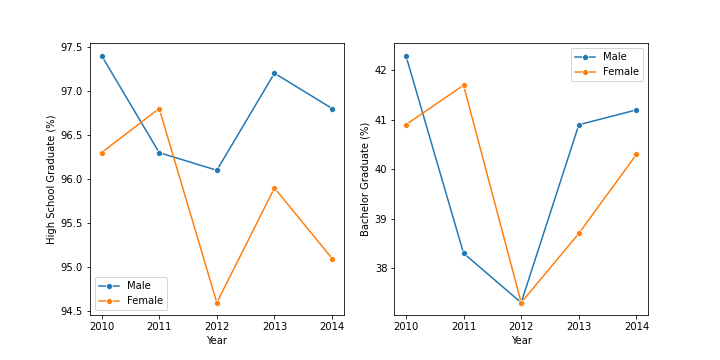 97.5
97.0
96.5
96.0
95.5
95.0
94.5
High School Graduate (%)
2010 2011 2012 2013 2014
Year
Male
Female
42
41
40
39
38
Bachelor Graduate (%)
2010 2011 2012 2013 2014
Year
Male
Female